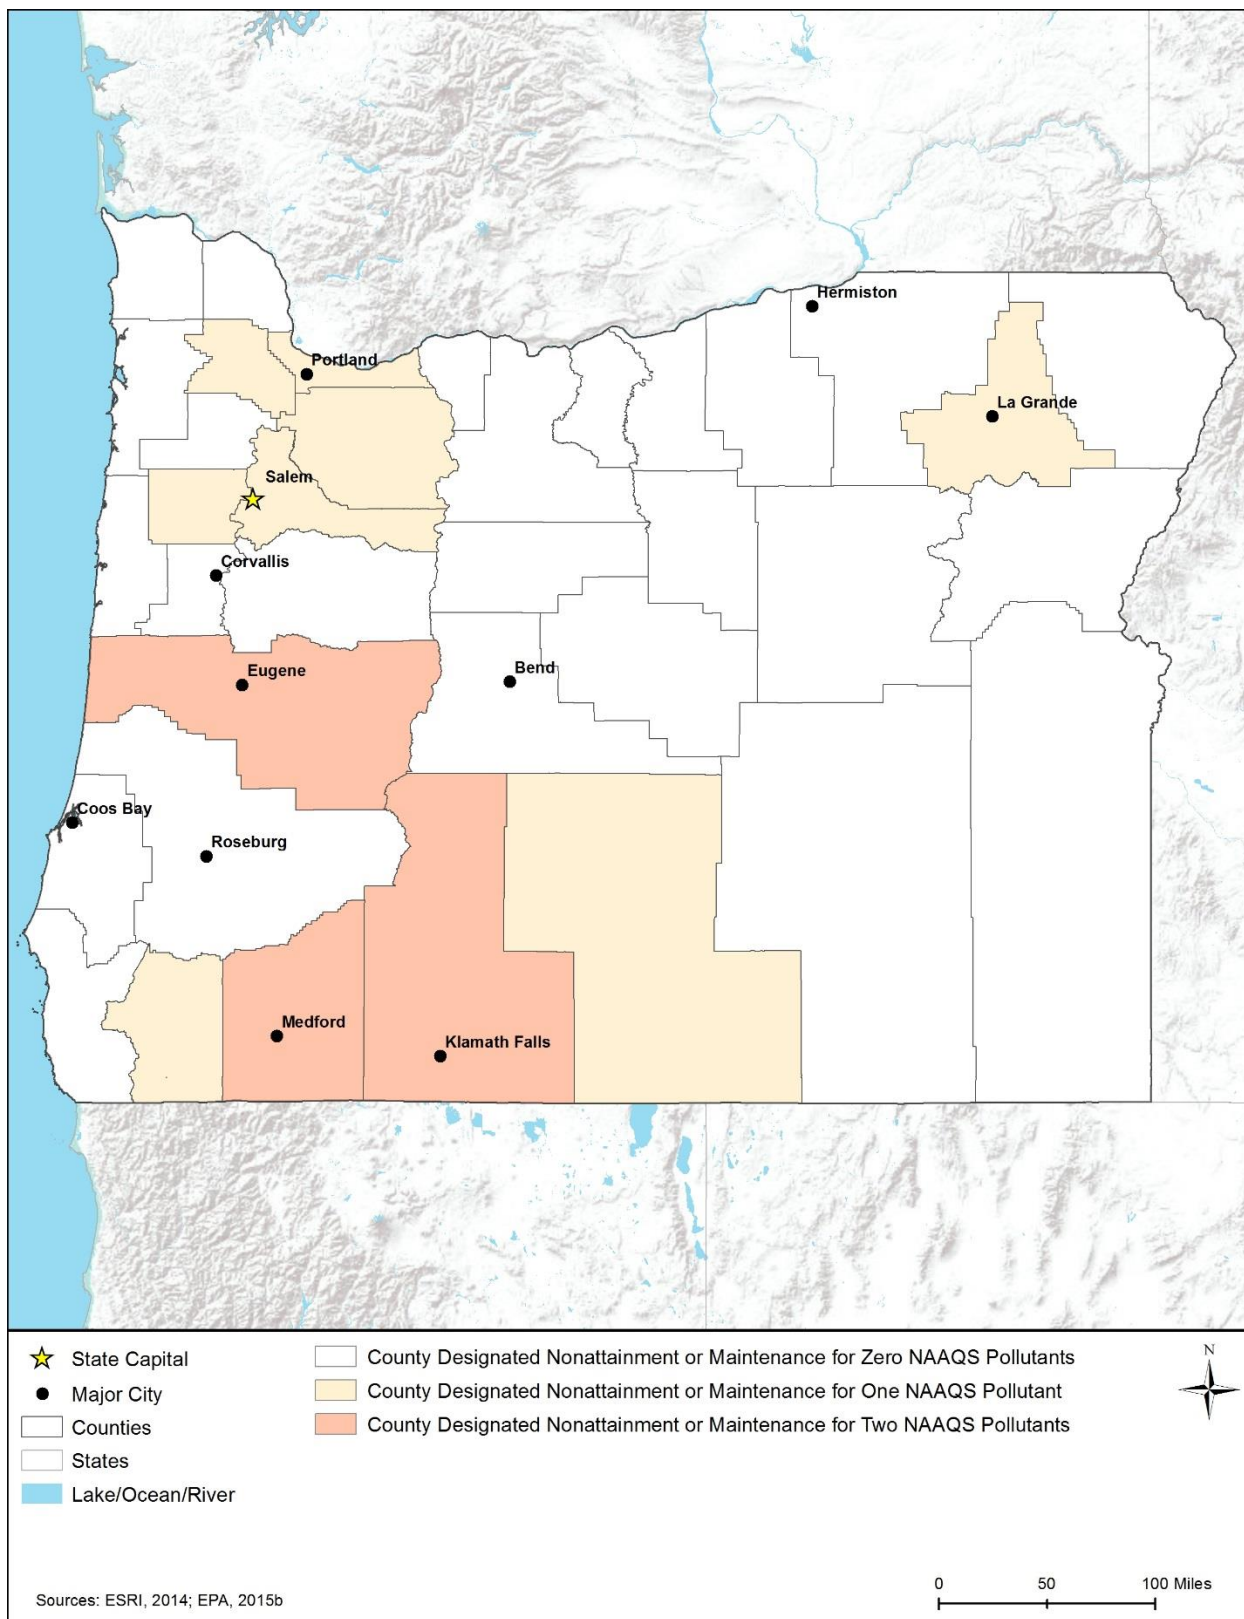 Hermiston
Portland
La Grande
Salem
Corvallis
Eugene
Bend
Coos Bay
Roseburg
Medford
Klamath Falls
State Capital
Major City
Counties
States
Lake/Ocean/River
County Designated Nonattainment or Maintenance for Zero NAAQS Pollutants
County Designated Nonattainment or Maintenance for One NAAQS Pollutant
County Designated Nonattainment or Maintenance for Two NAAQS Pollutants
N
Sources: ESRI, 2014; EPA, 2015b
0 50 100 Miles